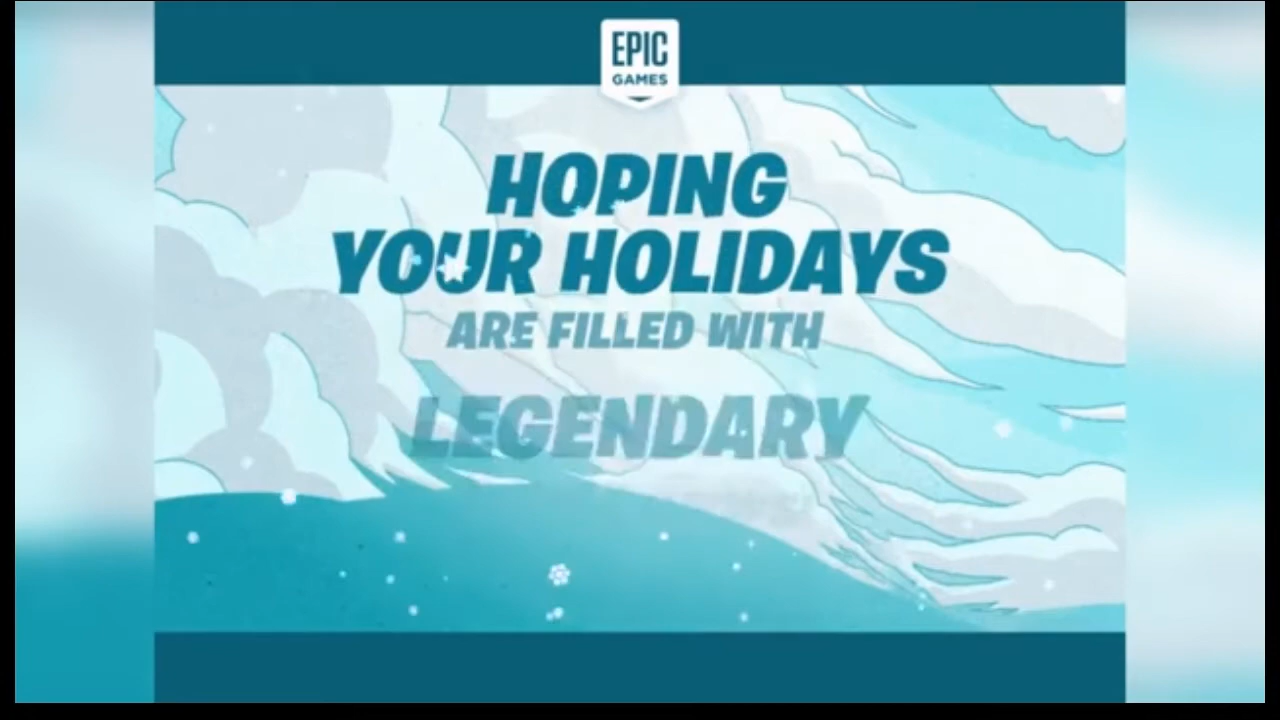 EPIC
GAMES
HOPING
YOUR HOLIDAYS
ARE FILLED WITH
LEGENDARY